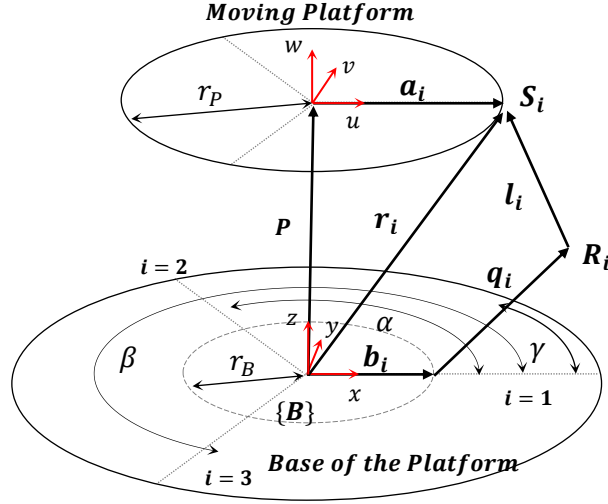 Moving Platform
w
v
r_P
a_i
S_i
u
l_i
P
r_i
R_i
i = 2
q_i
z
y
α
β
r_B
b_i
γ
x
i = 1
{B}
i = 3
Base of the Platform